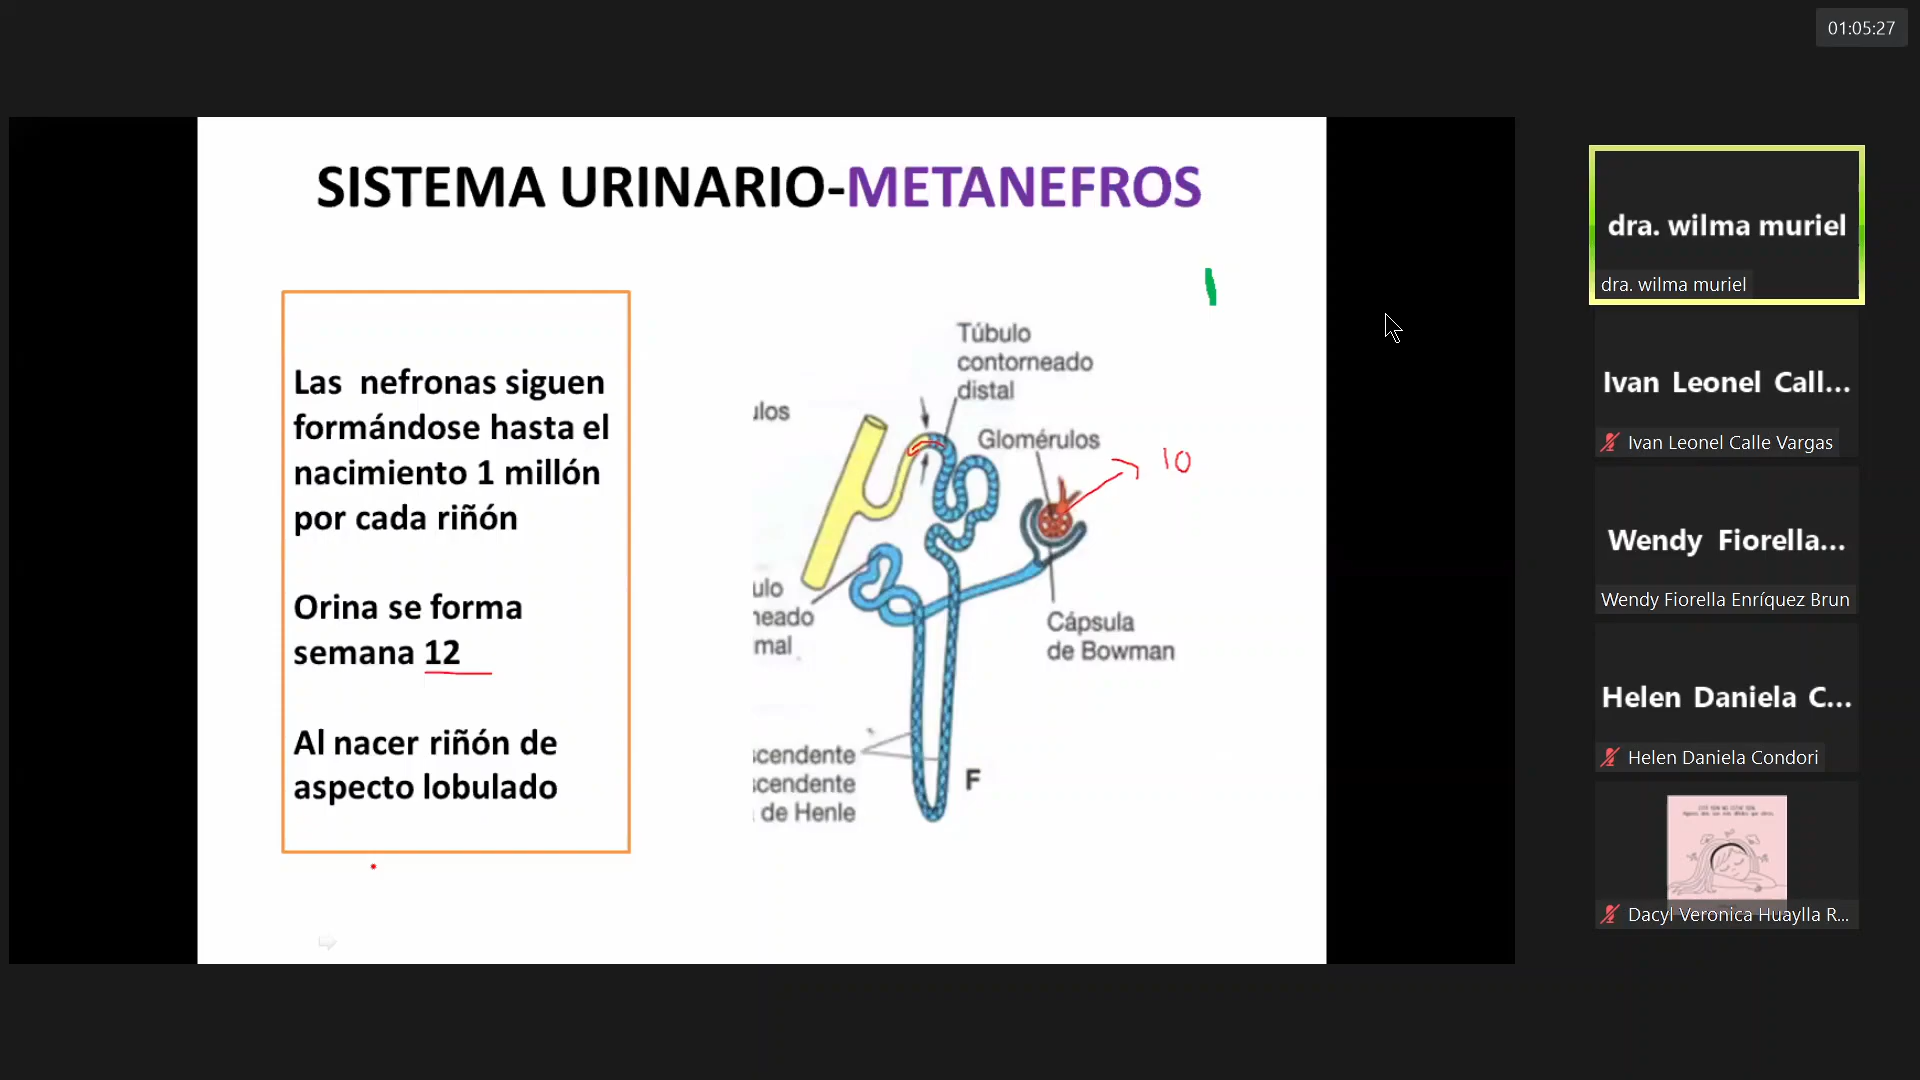 01:05:27
SISTEMA URINARIO-METANEFROS
Las nefronas siguen
formándose hasta el
nacimiento 1 millón
por cada riñón
Orina se forma
semana 12
Al nacer riñón de
aspecto lobulado
Túbulo
contorneado
distal
ulos
Glomérulos
10
ulo
neado
mal
Cápsula
de Bowman
scendente
scendente
de Henle
F
dra. wilma muriel
dra. wilma muriel
Ivan Leonel Call...
Ivan Leonel Calle Vargas
Wendy Fiorella...
Wendy Fiorella Enríquez Brun
Helen Daniela C...
Helen Daniela Condori
Dacyl Veronica Huaylla R...